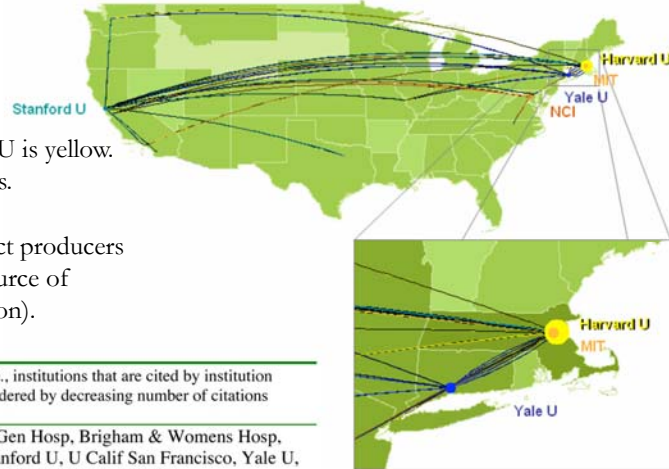 Harvard U
MIT
Stanford U
Yale U
NCI
U is yellow.
s.
ct producers
urce of
on).
Harvard U
MIT
Yale U
., institutions that are cited by institution
dered by decreasing number of citations
Gen Hosp, Brigham & Womens Hosp,
anford U, U Calif San Francisco, Yale U,